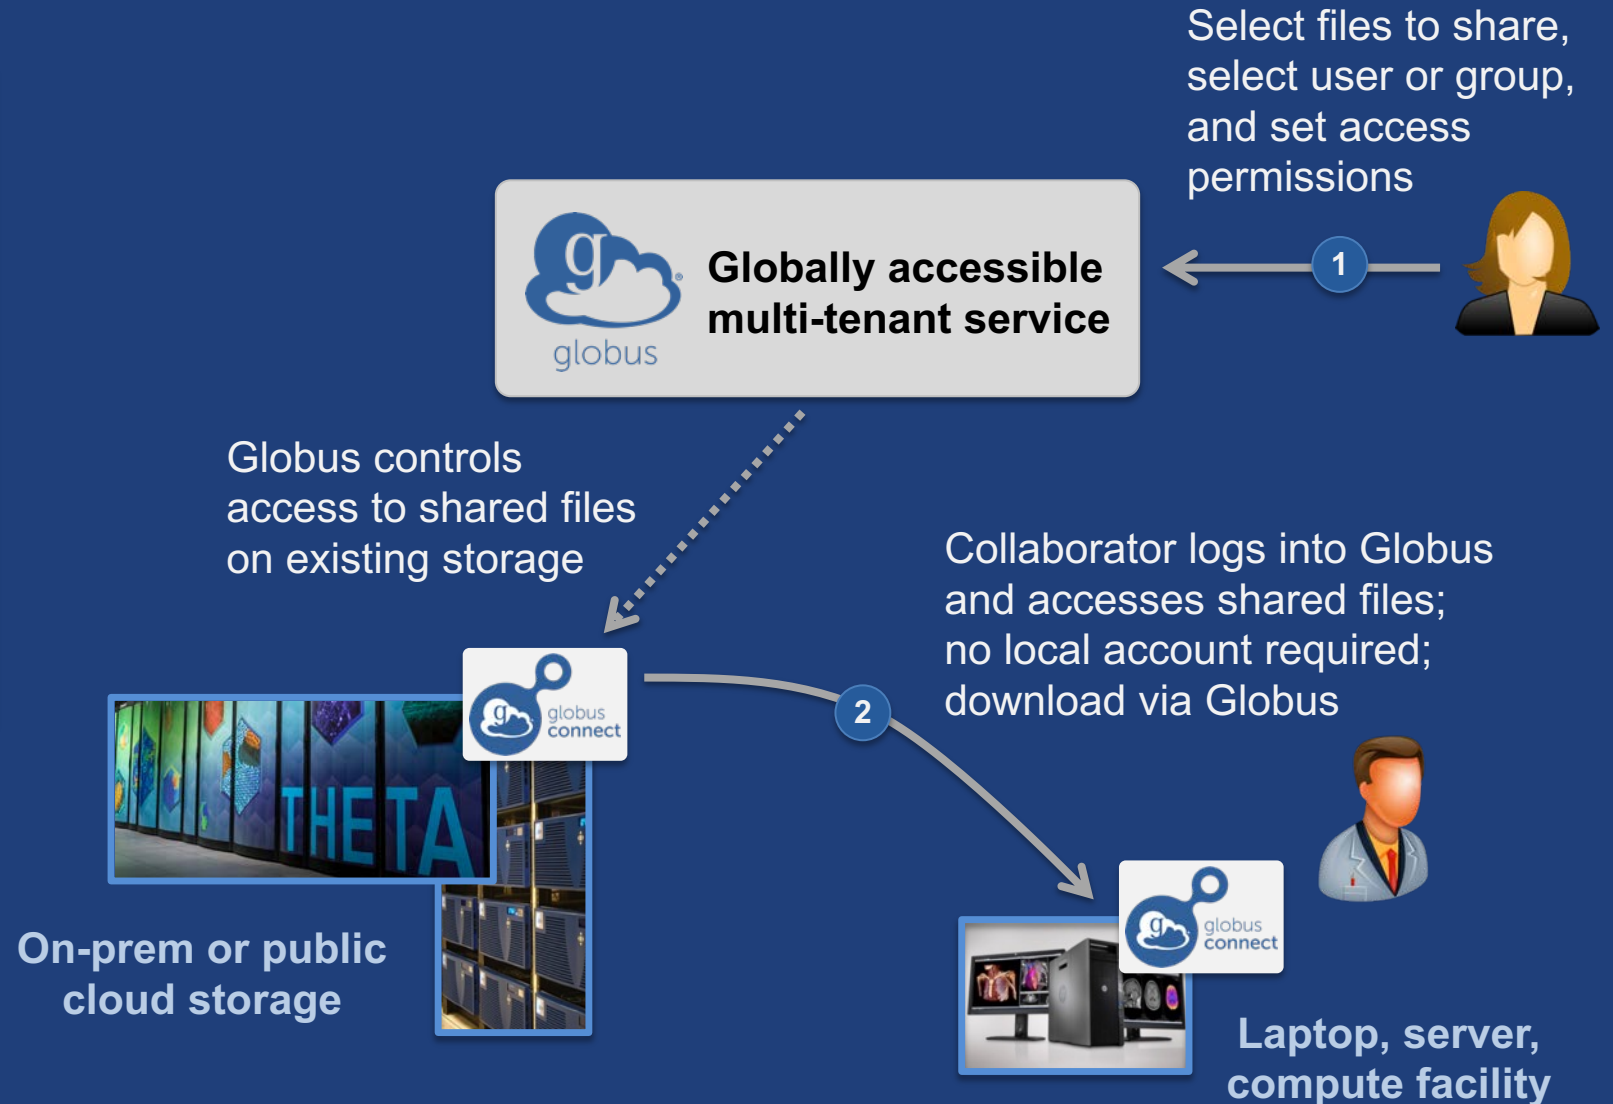 Select files to share,
select user or group,
and set access
permissions
1
g
®
globus
Globally accessible
multi-tenant service
Globus controls
access to shared files
on existing storage
Collaborator logs into Globus
and accesses shared files;
no local account required;
download via Globus
g
globus
connect
2
THETA
On-prem or public
cloud storage
g
globus
connect
Laptop, server,
compute facility